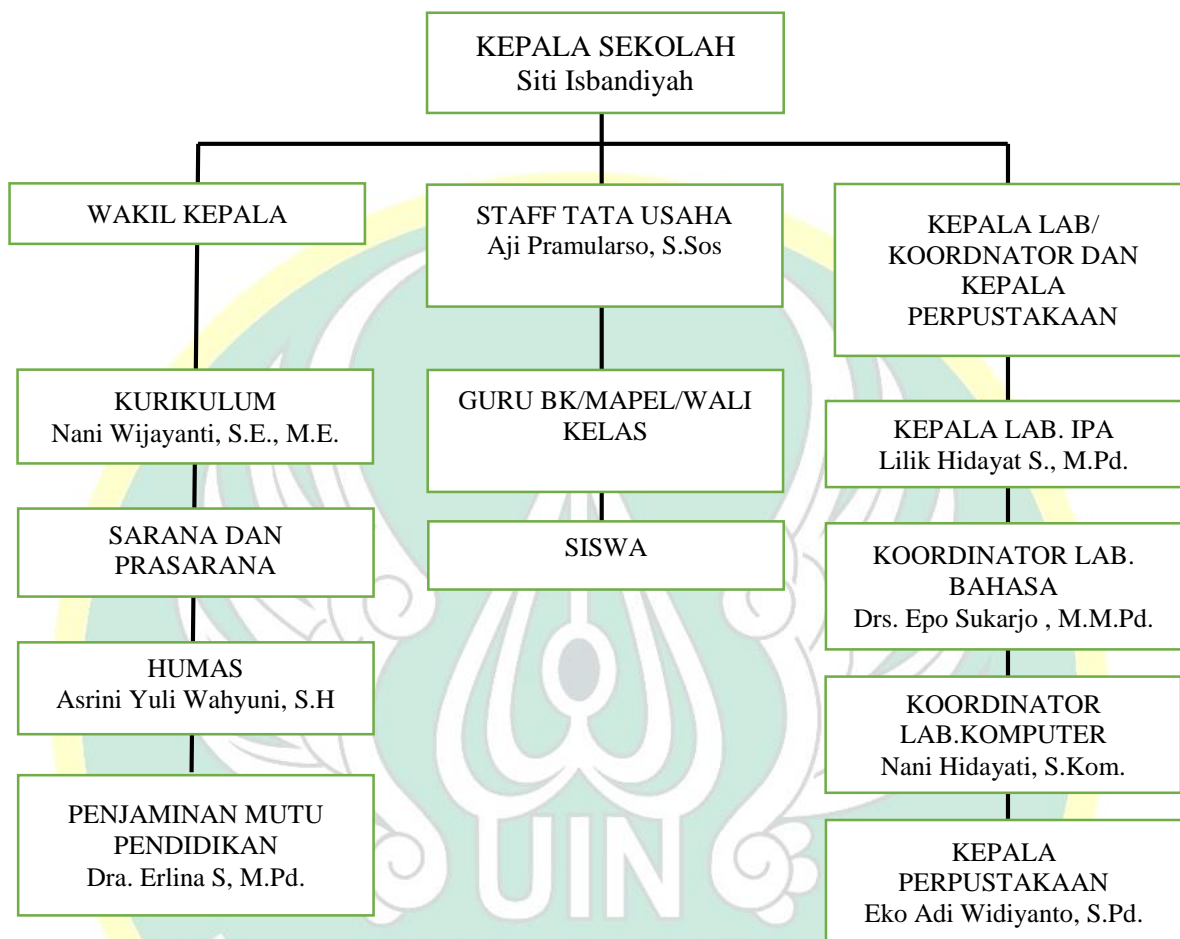 KEPALA SEKOLAH
Siti Isbandiyah
WAKIL KEPALA
STAFF TATA USAHA
Aji Pramularso, S.Sos
KEPALA LAB/
KOORDNATOR DAN
KEPALA
PERPUSTAKAAN
KURIKULUM
Nani Wijayanti, S.E., M.E.
GURU BK/MAPEL/WALI
KELAS
KEPALA LAB. IPA
Lilik Hidayat S., M.Pd.
SARANA DAN
PRASARANA
SISWA
KOORDINATOR LAB.
BAHASA
Drs. Epo Sukarjo , M.M.Pd.
HUMAS
Asrini Yuli Wahyuni, S.H
KOORDINATOR
LAB.KOMPUTER
Nani Hidayati, S.Kom.
PENJAMINAN MUTU
PENDIDIKAN
Dra. Erlina S, M.Pd.
KEPALA
PERPUSTAKAAN
Eko Adi Widiyanto, S.Pd.
UIN